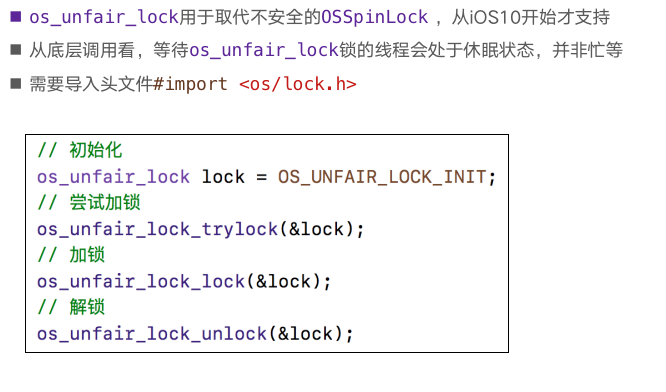 ■ os_unfair_lock用于取代不安全的OSSpinLock ，从iOS10开始才支持
■ 从底层调用看，等待os_unfair_lock锁的线程会处于休眠状态，并非忙等
■ 需要导入头文件#import <os/lock.h>
// 初始化
os_unfair_lock lock = OS_UNFAIR_LOCK_INIT;
// 尝试加锁
os_unfair_lock_trylock(&lock);
// 加锁
os_unfair_lock_lock(&lock);
// 解锁
os_unfair_lock_unlock(&lock);